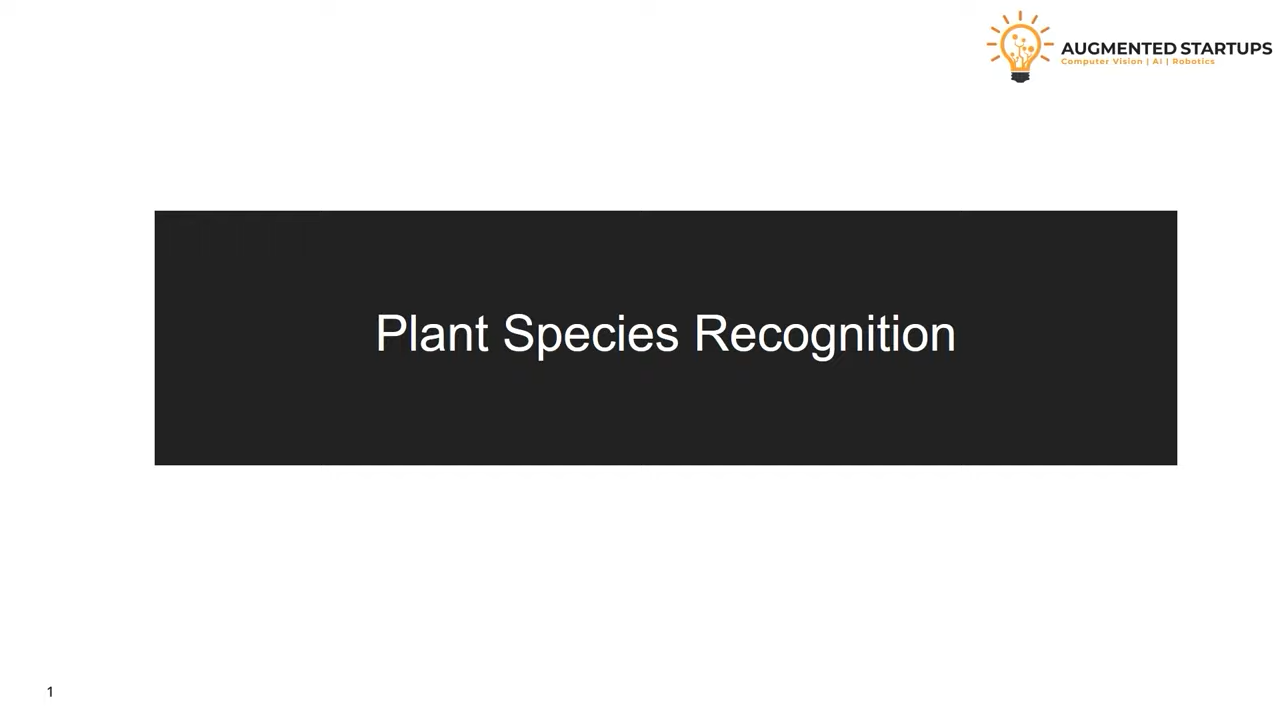 AUGMENTED STARTUPS
Computer Vision | AI | Robotics
Plant Species Recognition
1